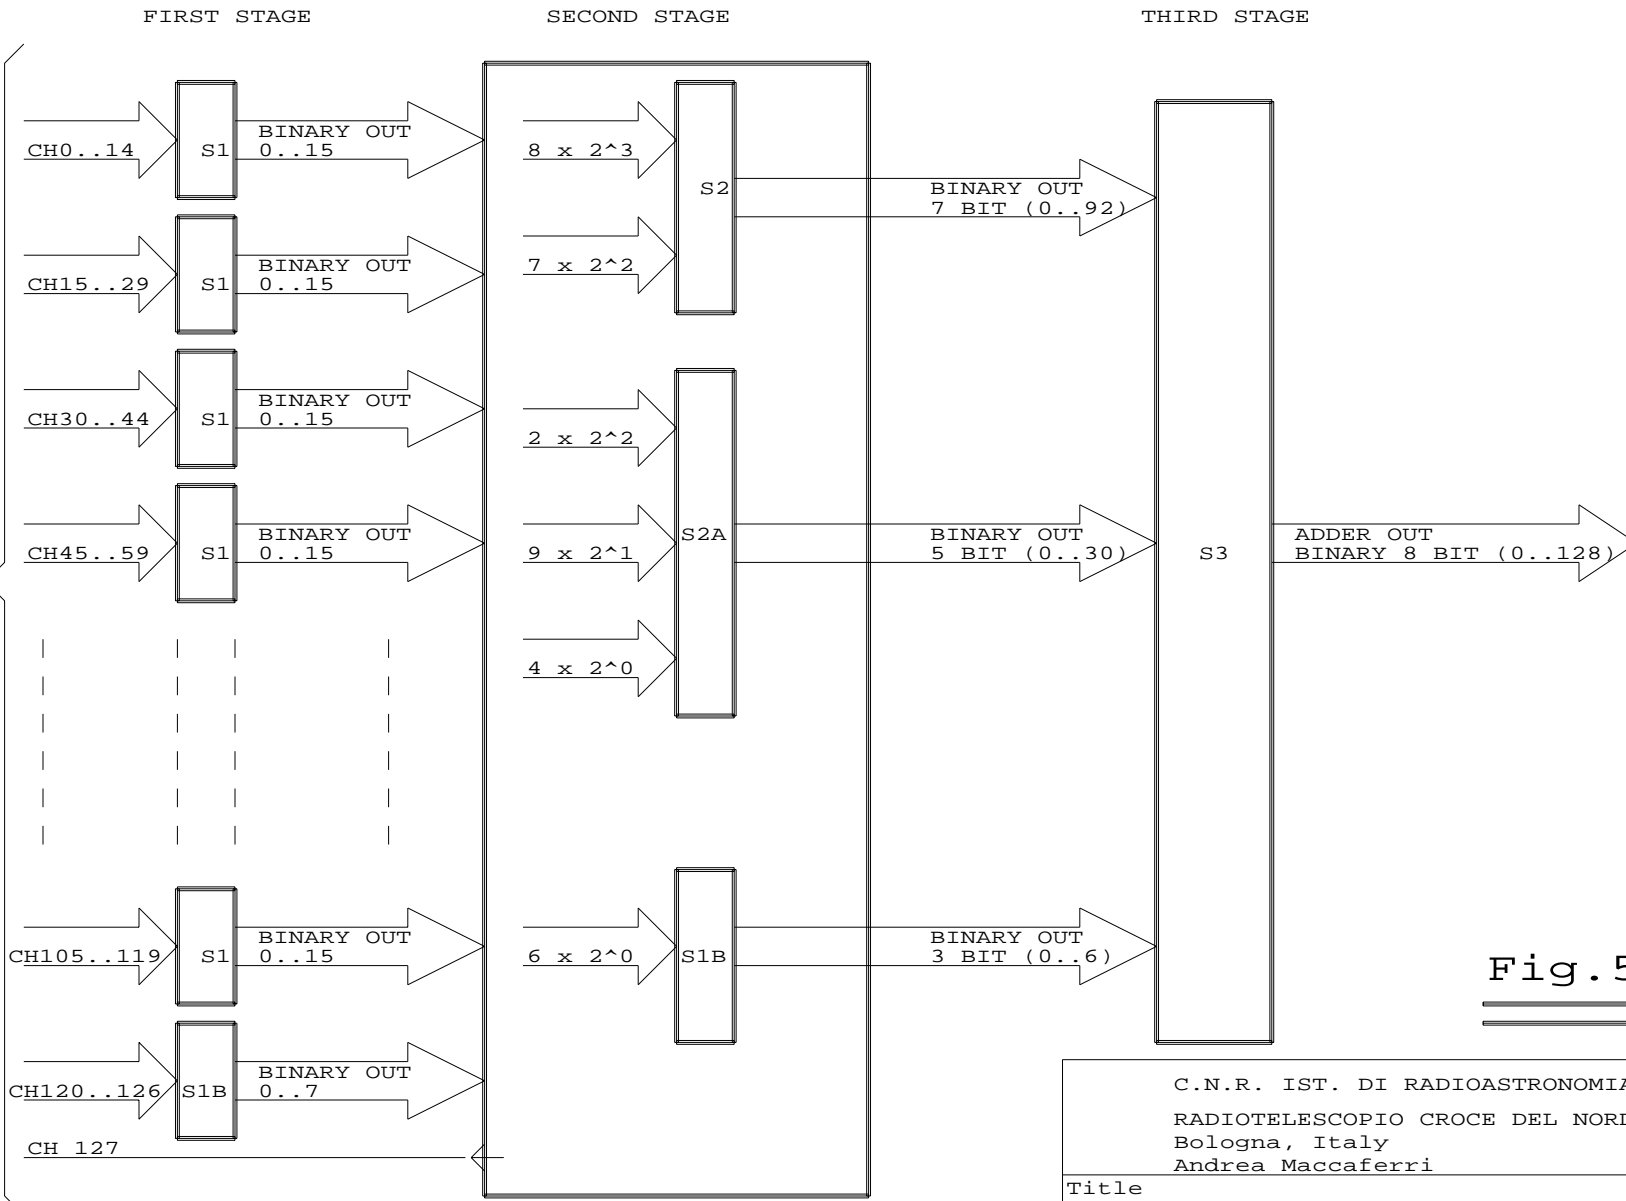 FIRST STAGE
SECOND STAGE
THIRD STAGE
CH0..14
S1
BINARY OUT
0..15
8 x 2^3
S2
BINARY OUT
7 BIT (0..92)
CH15..29
S1
BINARY OUT
0..15
7 x 2^2
CH30..44
S1
BINARY OUT
0..15
2 x 2^2
CH45..59
S1
BINARY OUT
0..15
9 x 2^1
S2A
BINARY OUT
5 BIT (0..30)
S3
ADDER OUT
BINARY 8 BIT (0..128)
4 x 2^0
CH105..119
S1
BINARY OUT
0..15
6 x 2^0
S1B
BINARY OUT
3 BIT (0..6)
Fig.5
CH120..126
S1B
BINARY OUT
0..7
CH 127
C.N.R. IST. DI RADIOASTRONOMIA
RADIOTELESCOPIO CROCE DEL NORD
Bologna, Italy
Andrea Maccaferri
Title